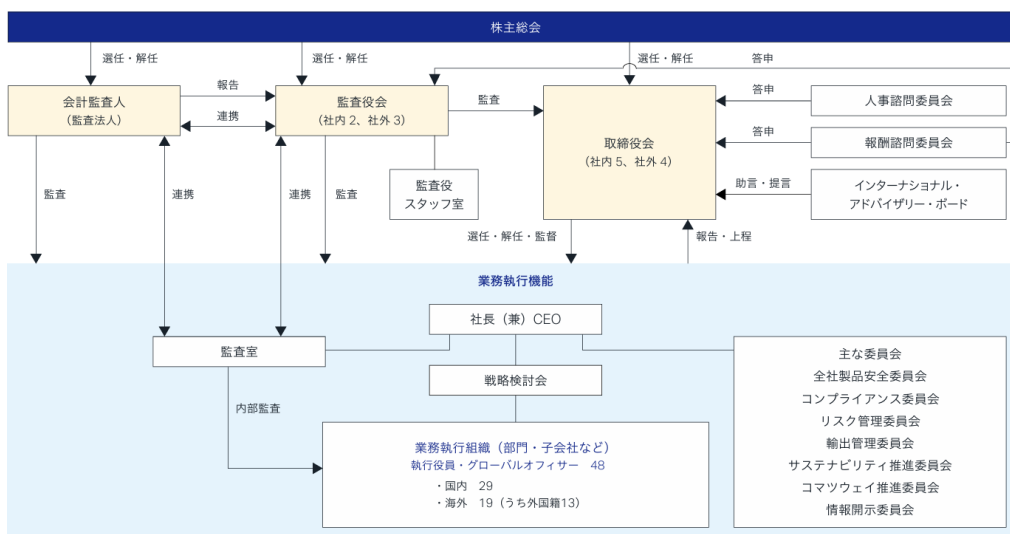 株主総会
選任・解任
選任・解任
選任・解任
答申
会計監査人
(監査法人)
報告
連携
監査役会
(社内 2、社外 3)
監査
取締役会
(社内 5、社外 4)
答申
人事諮問委員会
答申
報酬諮問委員会
助言・提言
インターナショナル・
アドバイザリー・ボード
監査
連携
連携
監査
監査役
スタッフ室
選任・解任・監督
報告・上程
業務執行機能
社長（兼）CEO
監査室
戦略検討会
内部監査
業務執行組織（部門・子会社など）
執行役員・グローバルオフィサー 48
・国内 29
・海外 19（うち外国籍13）
主な委員会
全社製品安全委員会
コンプライアンス委員会
リスク管理委員会
輸出管理委員会
サステナビリティ推進委員会
コマツウェイ推進委員会
情報開示委員会